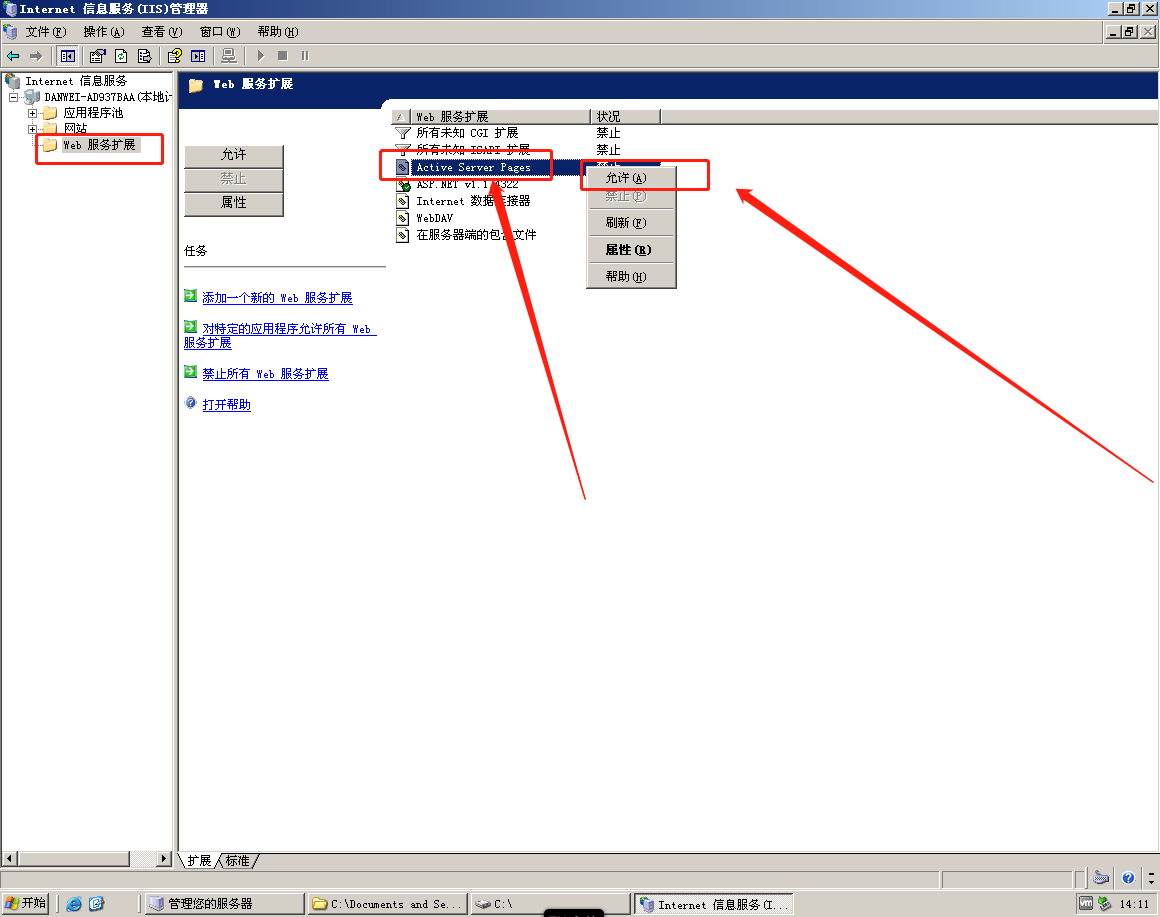 Internet 信息服务(IIS)管理器
文件(F) 操作(A) 查看(V) 窗口(W) 帮助(H)
Internet 信息服务
DANWEI-AD937BAA(本地计
应用程序池
网站
Web 服务扩展
Web 服务扩展
允许
禁止
属性
任务
添加一个新的 Web 服务扩展
对特定的应用程序允许所有 Web
服务扩展
禁止所有 Web 服务扩展
打开帮助
Web 服务扩展 状况
所有未知 CGI 扩展 禁止
所有未知 ISAPI 扩展 禁止
Active Server Pages 禁止
ASP.NET v1.1.4322
Internet 数据连接器
WebDAV
在服务器端的包含文件
允许(A)
禁止(P)
刷新(F)
属性(R)
帮助(H)
扩展 标准
开始 管理您的服务器 C:\Documents and Se... C:\ Internet 信息服务(I... vm 14:11